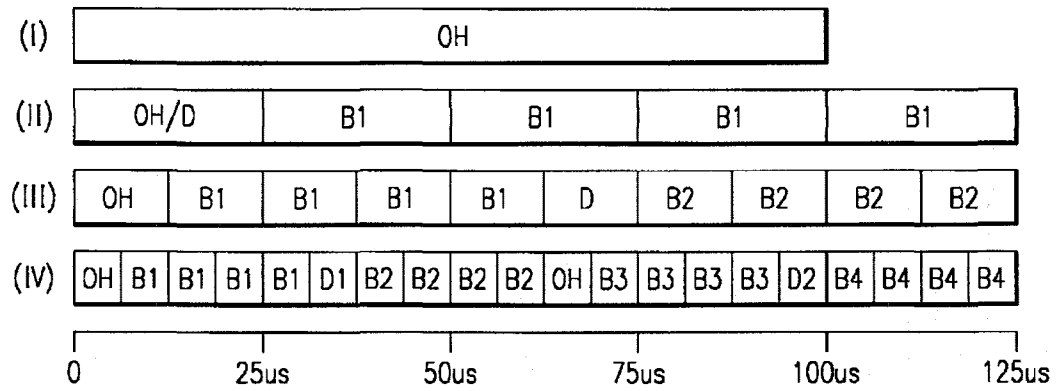 (I) OH
(II) OH/D B1 B1 B1 B1
(III) OH B1 B1 B1 B1 D B2 B2 B2 B2
(IV) OH B1 B1 B1 B1 D1 B2 B2 B2 B2 OH B3 B3 B3 B3 D2 B4 B4 B4 B4
0 25us 50us 75us 100us 125us